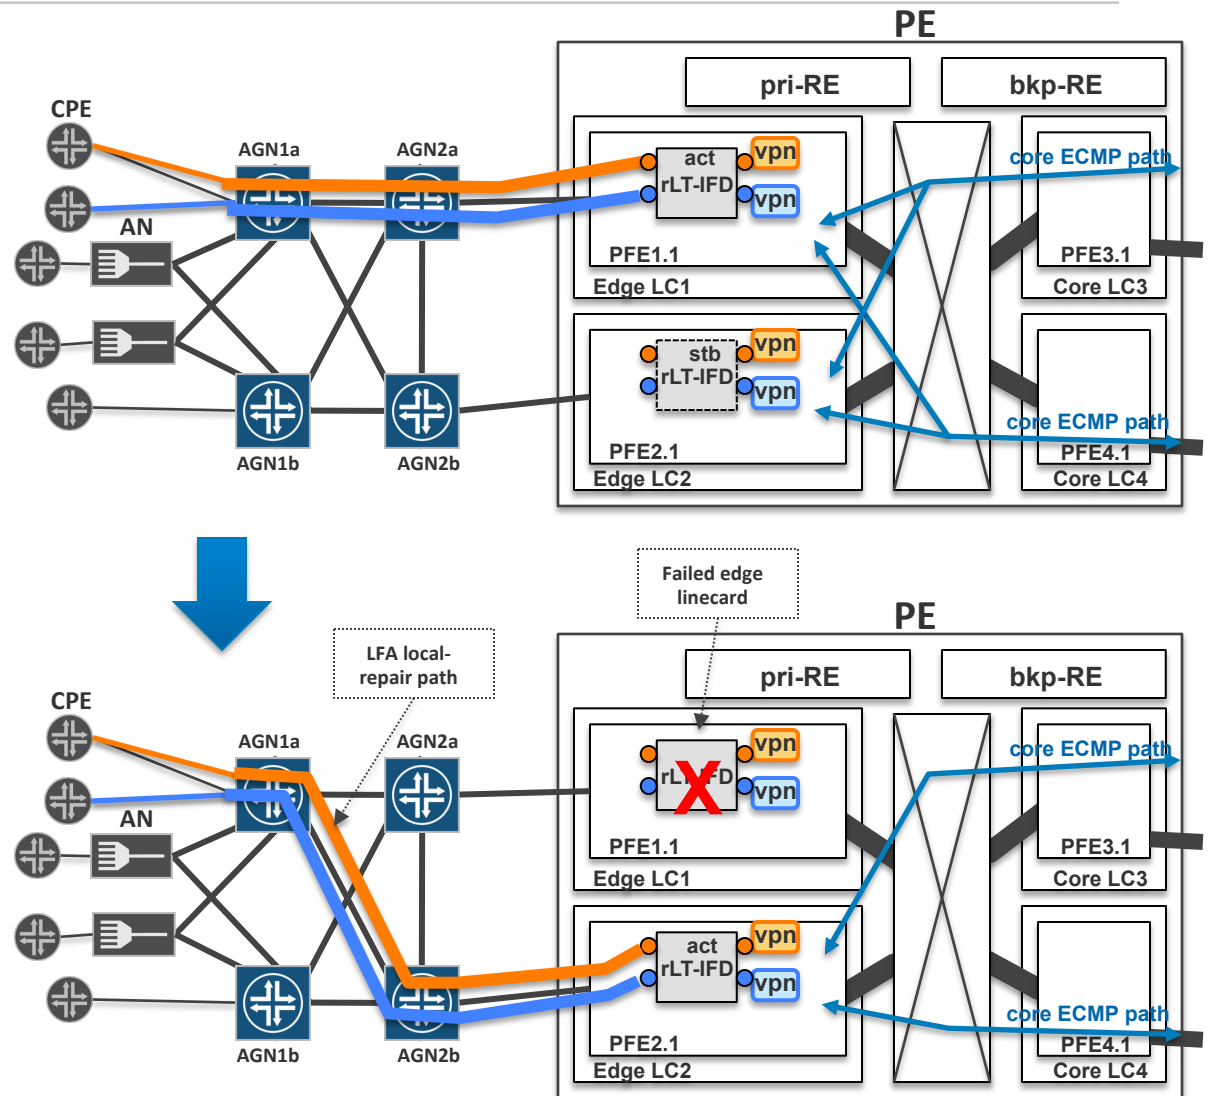 PE
pri-RE
bkp-RE
CPE
AGN1a
AGN2a
AN
AGN1b
AGN2b
act
rLT-IFD
vpn
vpn
PFE1.1
Edge LC1
stb
rLT-IFD
vpn
vpn
PFE2.1
Edge LC2
core ECMP path
PFE3.1
Core LC3
core ECMP path
PFE4.1
Core LC4
Failed edge
linecard
LFA local-
repair path
PE
pri-RE
bkp-RE
CPE
AGN1a
AGN2a
AN
AGN1b
AGN2b
rLT-IFD
X
vpn
vpn
PFE1.1
Edge LC1
act
rLT-IFD
vpn
vpn
PFE2.1
Edge LC2
core ECMP path
PFE3.1
Core LC3
core ECMP path
PFE4.1
Core LC4